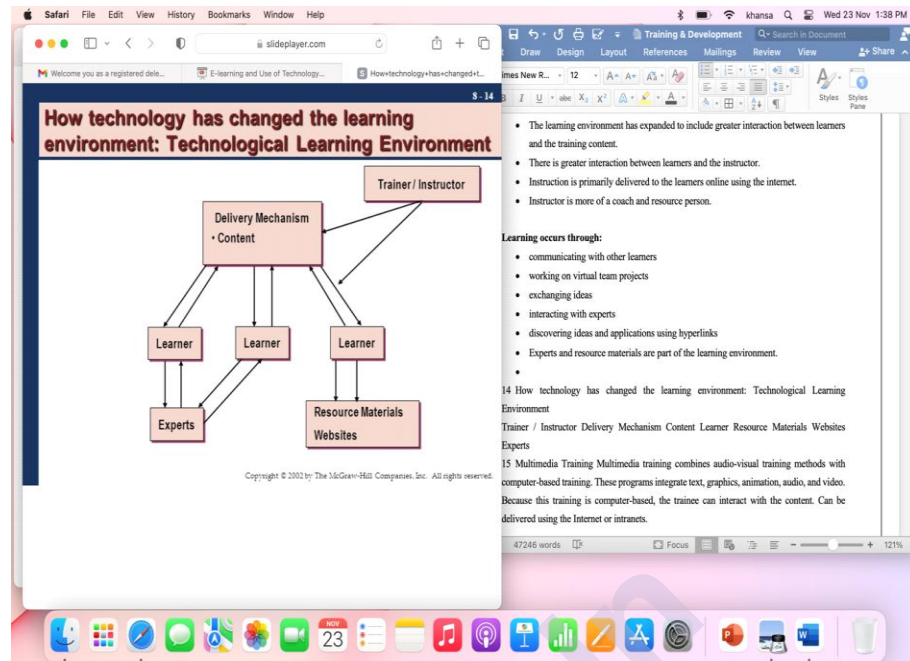 Safari File Edit View History Bookmarks Window Help khansa Wed 23 Nov 1:38 PM
slideplayer.com
Welcome you as a registered dele...
E-learning and Use of Technology...
How+technology+has+changed+t...
8 - 14
How technology has changed the learning
environment: Technological Learning Environment
Trainer / Instructor
Delivery Mechanism
• Content
Learner
Learner
Learner
Experts
Resource Materials
Websites
Copyright © 2002 by The McGraw-Hill Companies, Inc. All rights reserved.
Training & Development
Search in Document
Draw Design Layout References Mailings Review View Share
imes New R... 12
Styles Styles
Pane
• The learning environment has expanded to include greater interaction between learners
and the training content.
• There is greater interaction between learners and the instructor.
• Instruction is primarily delivered to the learners online using the internet.
• Instructor is more of a coach and resource person.
Learning occurs through:
• communicating with other learners
• working on virtual team projects
• exchanging ideas
• interacting with experts
• discovering ideas and applications using hyperlinks
• Experts and resource materials are part of the learning environment.
•
14 How technology has changed the learning environment: Technological Learning
Environment
Trainer / Instructor Delivery Mechanism Content Learner Resource Materials Websites
Experts
15 Multimedia Training Multimedia training combines audio-visual training methods with
computer-based training. These programs integrate text, graphics, animation, audio, and video.
Because this training is computer-based, the trainee can interact with the content. Can be
delivered using the Internet or intranets.
47246 words Focus 121%
NOV
23